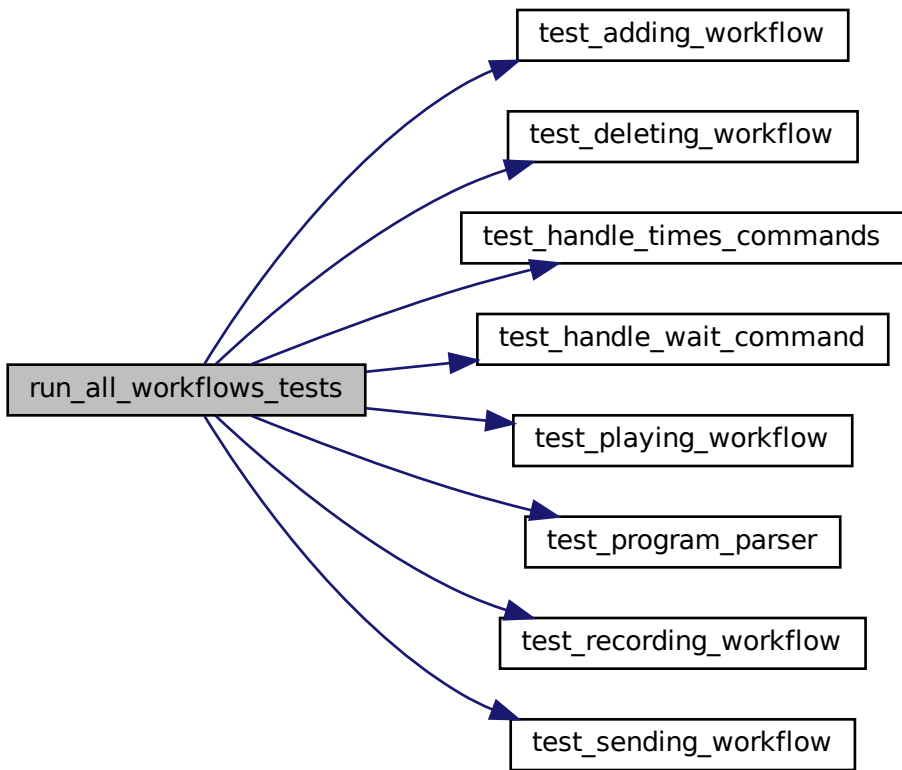 test_adding_workflow
test_deleting_workflow
test_handle_times_commands
test_handle_wait_command
run_all_workflows_tests
test_playing_workflow
test_program_parser
test_recording_workflow
test_sending_workflow